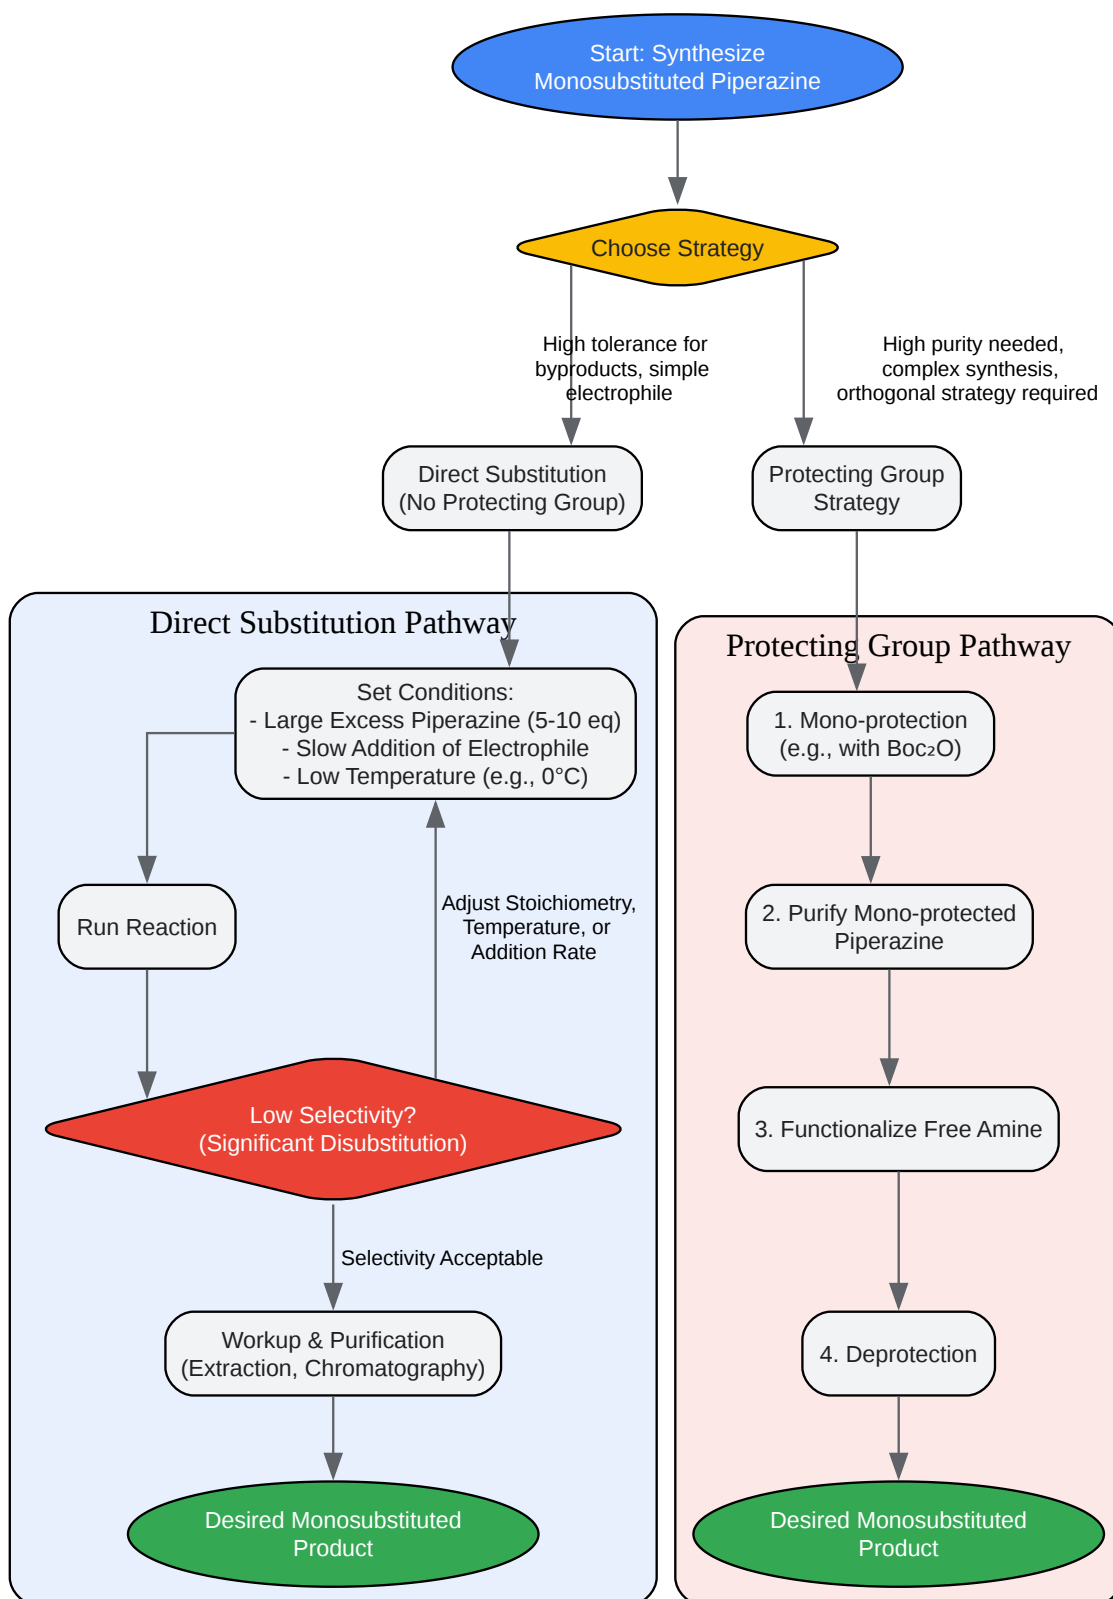 Start: Synthesize
Monosubstituted Piperazine
Choose Strategy
High tolerance for
byproducts, simple
electrophile
High purity needed,
complex synthesis,
orthogonal strategy required
Direct Substitution
(No Protecting Group)
Protecting Group
Strategy
Direct Substitution Pathway
Set Conditions:
- Large Excess Piperazine (5-10 eq)
- Slow Addition of Electrophile
- Low Temperature (e.g., 0°C)
Run Reaction
Adjust Stoichiometry,
Temperature, or
Addition Rate
Low Selectivity?
(Significant Disubstitution)
Selectivity Acceptable
Workup & Purification
(Extraction, Chromatography)
Desired Monosubstituted
Product
Protecting Group Pathway
1. Mono-protection
(e.g., with Boc₂O)
2. Purify Mono-protected
Piperazine
3. Functionalize Free Amine
4. Deprotection
Desired Monosubstituted
Product